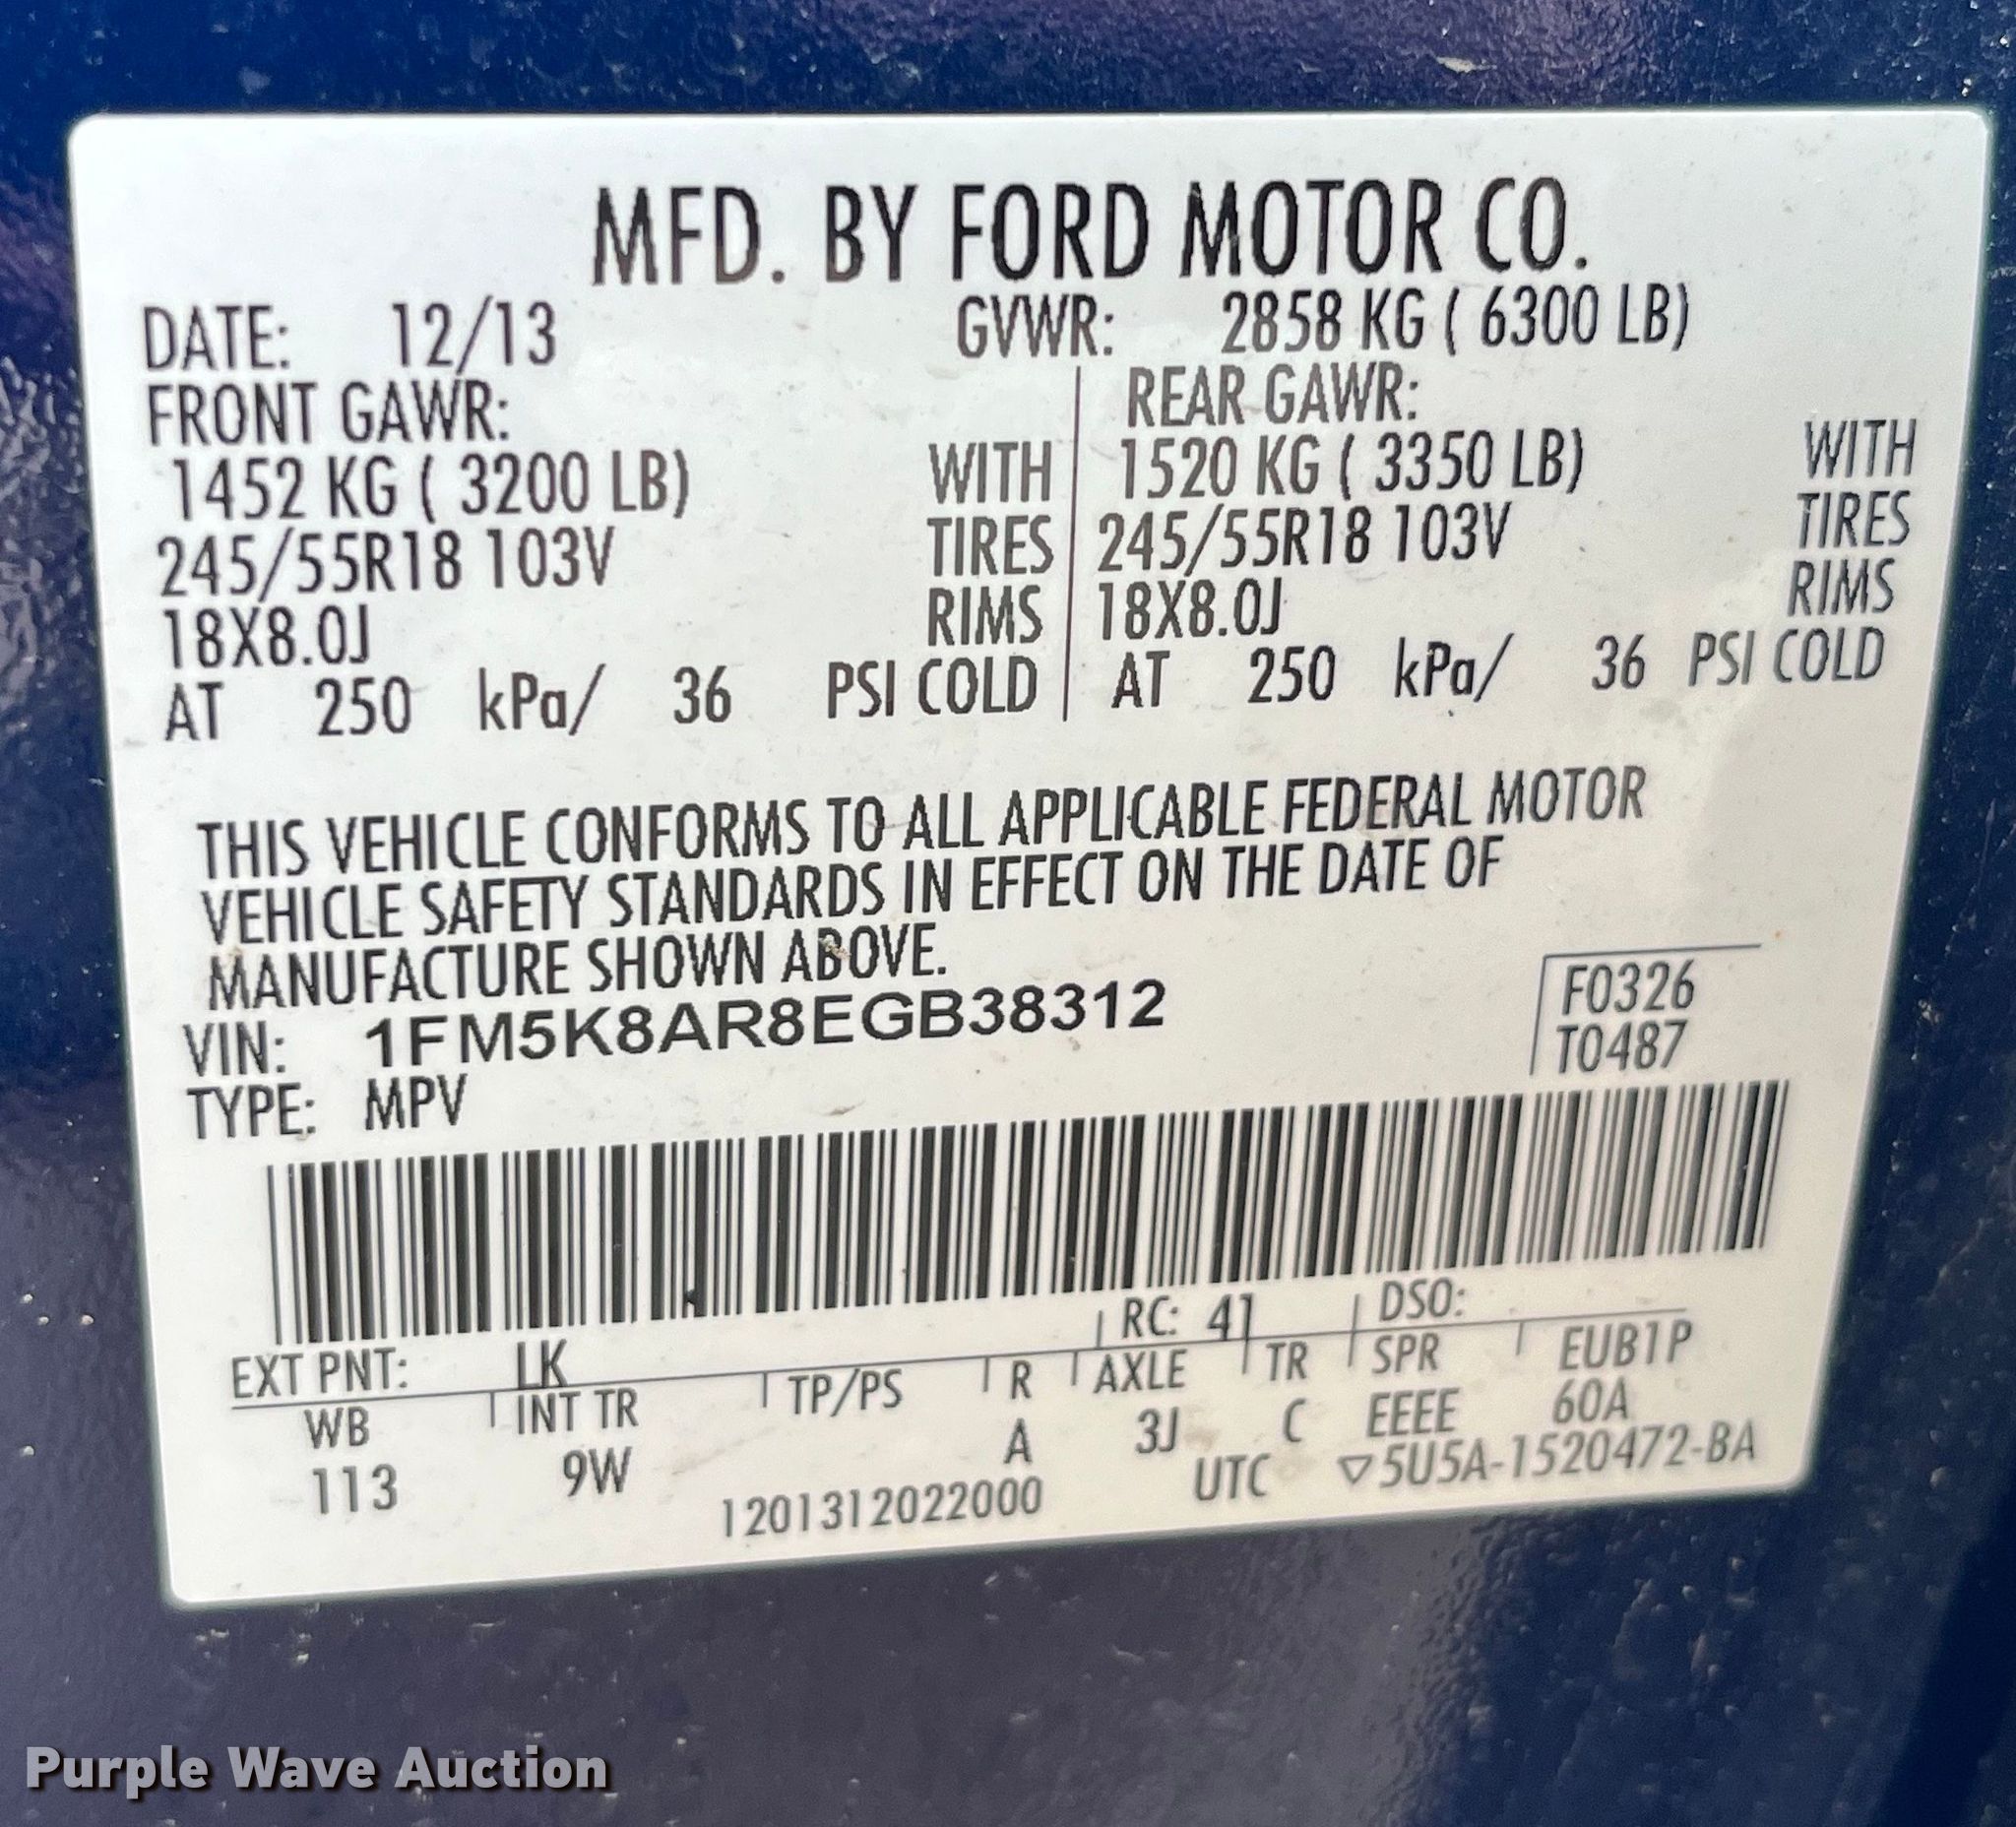 MFD. BY FORD MOTOR CO.
DATE: 12/13 GVWR: 2858 KG ( 6300 LB)
FRONT GAWR: REAR GAWR:
1452 KG ( 3200 LB) WITH 1520 KG ( 3350 LB) WITH
245/55R18 103V TIRES 245/55R18 103V TIRES
18X8.0J RIMS 18X8.0J RIMS
AT 250 kPa/ 36 PSI COLD AT 250 kPa/ 36 PSI COLD
THIS VEHICLE CONFORMS TO ALL APPLICABLE FEDERAL MOTOR
VEHICLE SAFETY STANDARDS IN EFFECT ON THE DATE OF
MANUFACTURE SHOWN ABOVE.
VIN: 1FM5K8AR8EGB38312 F0326
TYPE: MPV T0487
EXT PNT: LK RC: 41 DSO:
WB INT TR TP/PS R AXLE TR SPR EUB1P
113 9W A 3J C EEEE 60A
1201312022000 UTC ▽5U5A-1520472-BA
Purple Wave Auction